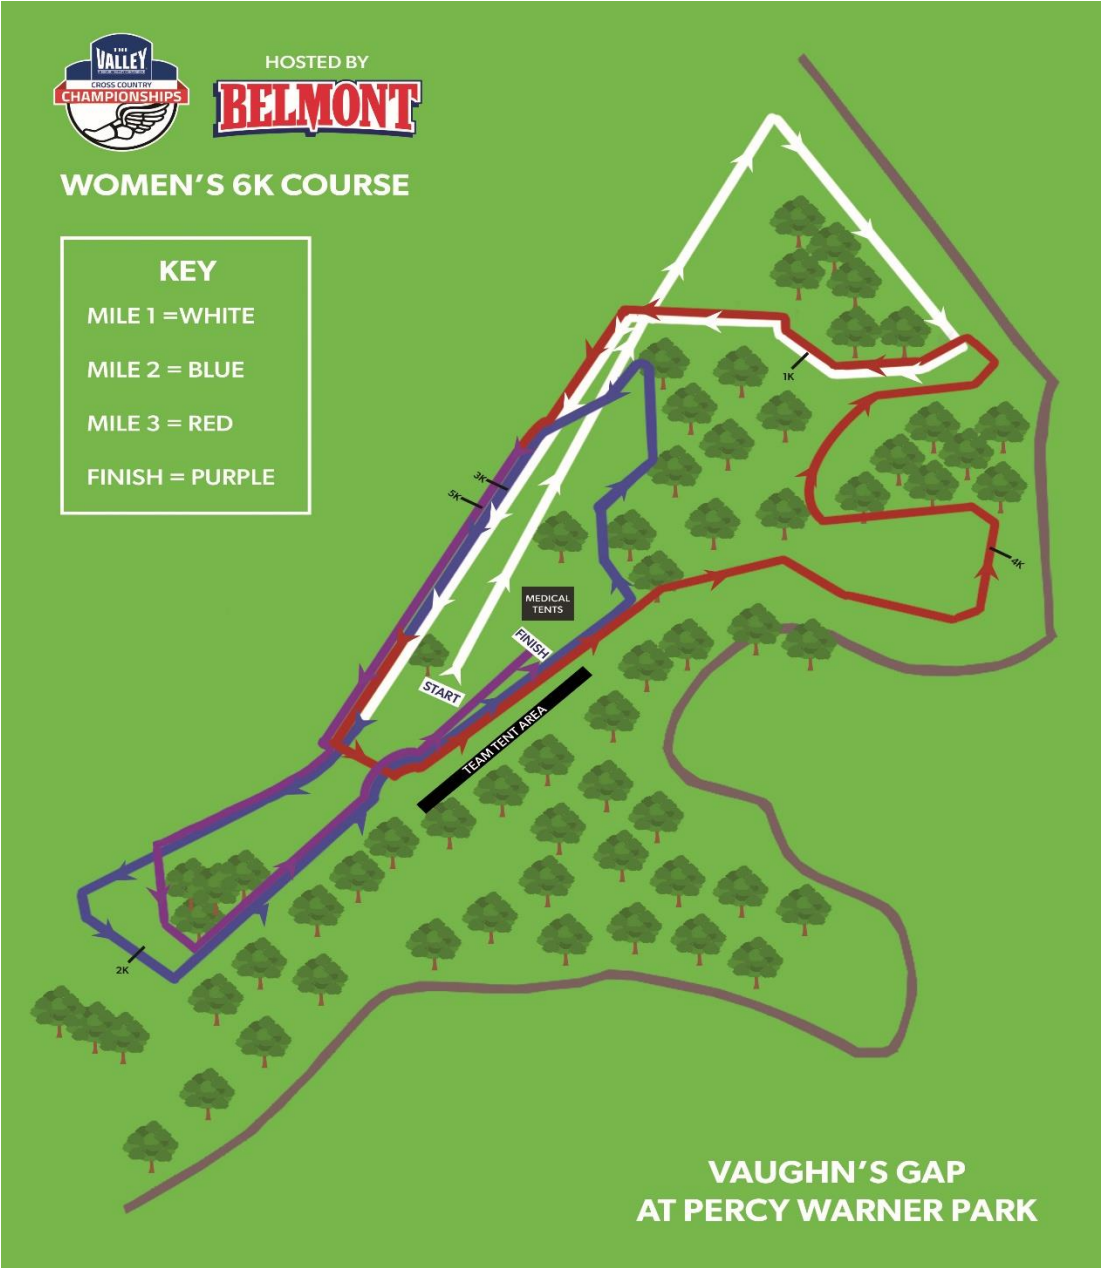 THE
VALLEY
CROSS COUNTRY
CHAMPIONSHIPS
HOSTED BY
BELMONT
WOMEN'S 6K COURSE
KEY
MILE 1 =WHITE
MILE 2 = BLUE
MILE 3 = RED
FINISH = PURPLE
1K
3K
5K
4K
MEDICAL
TENTS
FINISH
START
TEAM TENT AREA
2K
VAUGHN'S GAP
AT PERCY WARNER PARK